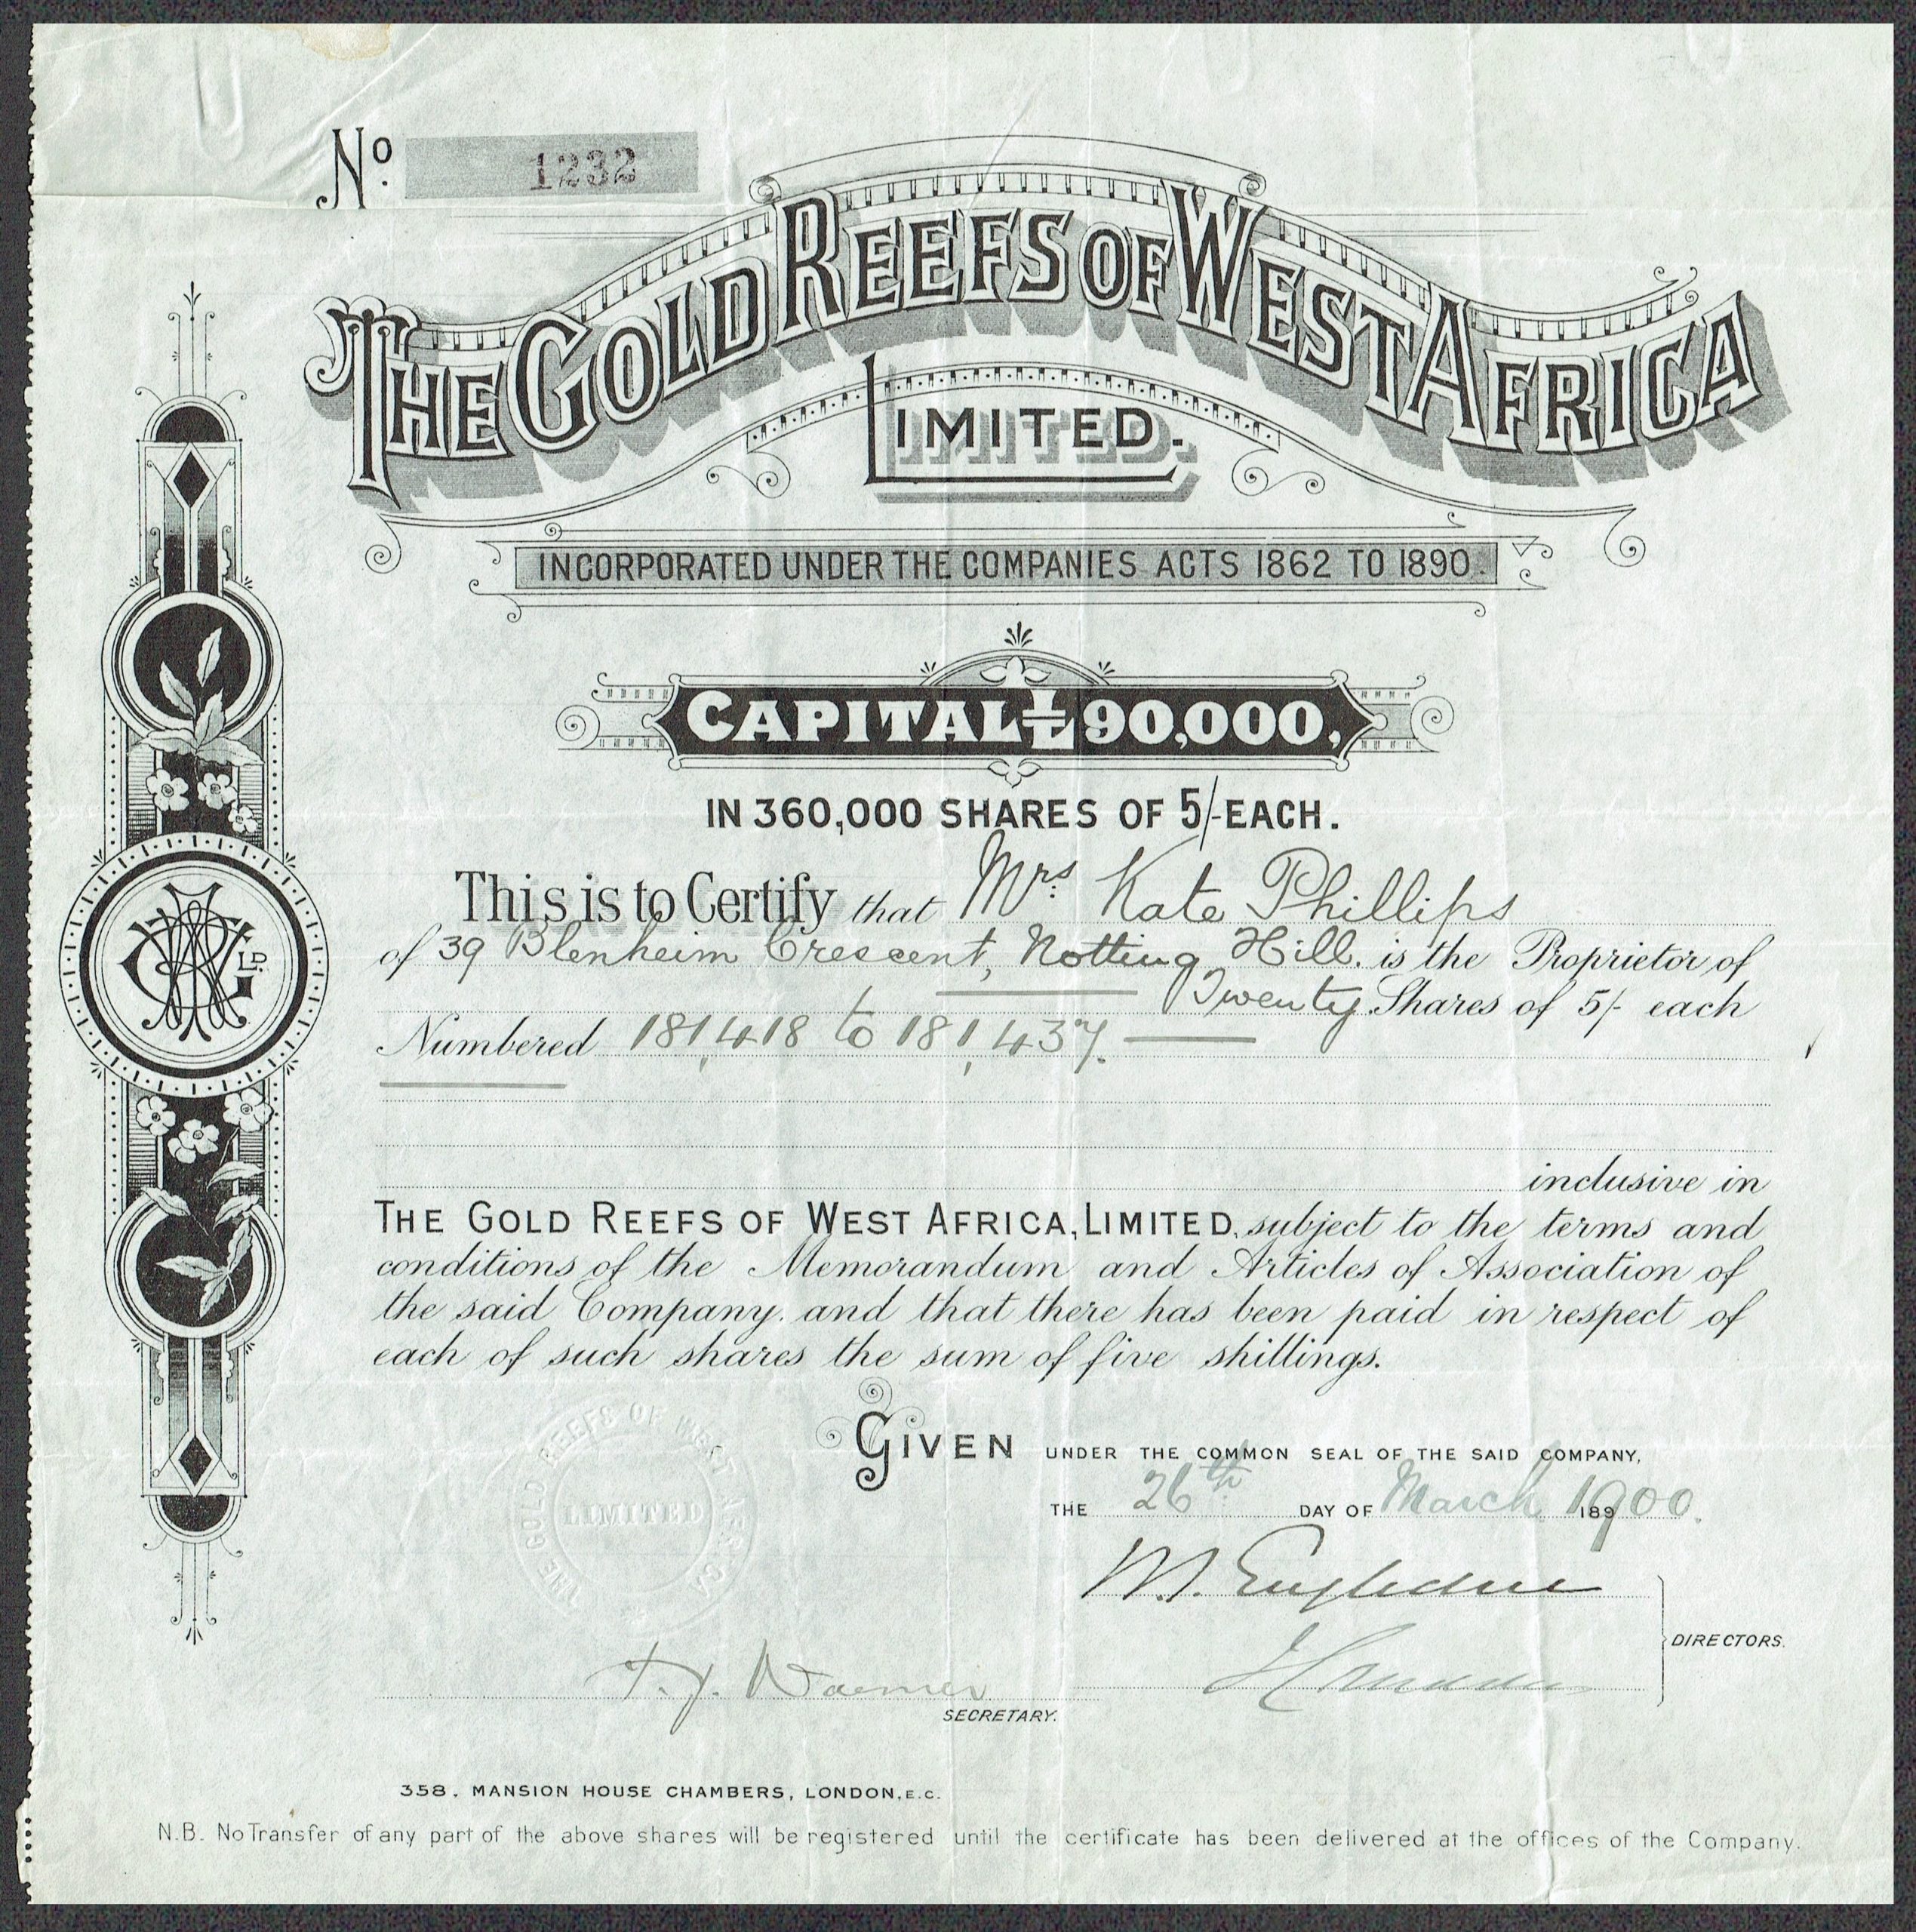 No. 1232
THE GOLD REEFS OF WEST AFRICA
LIMITED.
INCORPORATED UNDER THE COMPANIES ACTS 1862 TO 1890.
CAPITAL £90,000,
IN 360,000 SHARES OF 5/- EACH.
This is to Certify that Mrs. Kate Phillips
of 39 Blenheim Crescent, Notting Hill. is the Proprietor of
Twenty Shares of 5/- each
Numbered 181,418 to 181,437.
LD.
inclusive in
THE GOLD REEFS OF WEST AFRICA, LIMITED, subject to the terms and
conditions of the Memorandum and Articles of Association of
the said Company, and that there has been paid in respect of
each of such shares the sum of five shillings.
GIVEN UNDER THE COMMON SEAL OF THE SAID COMPANY,
THE 26th DAY OF March 1900.
THE GOLD REEFS OF WEST AFRICA
LIMITED
DIRECTORS.
SECRETARY.
358. MANSION HOUSE CHAMBERS, LONDON, E.C.
N.B. No Transfer of any part of the above shares will be registered until the certificate has been delivered at the offices of the Company.